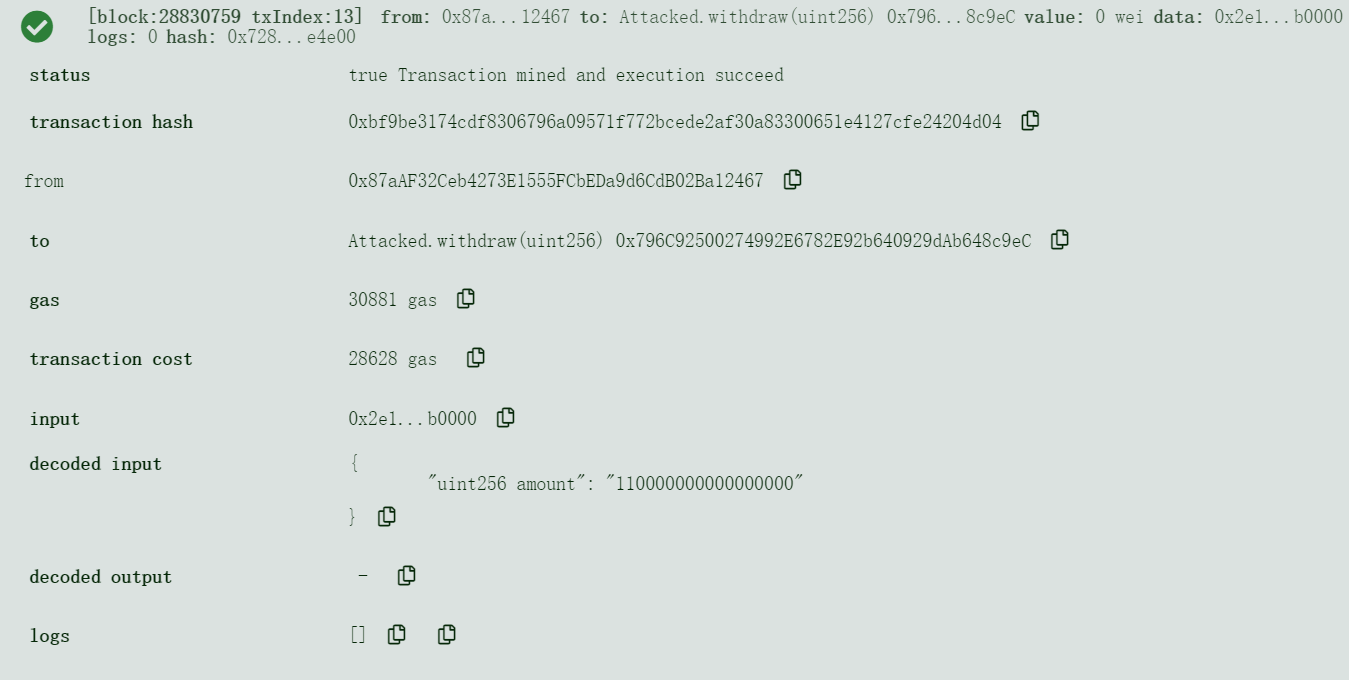 [block:28830759 txIndex:13] from: 0x87a...12467 to: Attacked.withdraw(uint256) 0x796...8c9eC value: 0 wei data: 0x2e1...b0000
logs: 0 hash: 0x728...e4e00
status true Transaction mined and execution succeed
transaction hash 0xbf9be3174cdf8306796a09571f772bcede2af30a83300651e4127cfe24204d04
from 0x87aAF32Ceb4273E1555FCbEDa9d6CdB02Ba12467
to Attacked.withdraw(uint256) 0x796C92500274992E6782E92b640929dAb648c9eC
gas 30881 gas
transaction cost 28628 gas
input 0x2e1...b0000
decoded input {
"uint256 amount": "110000000000000000"
}
decoded output -
logs []